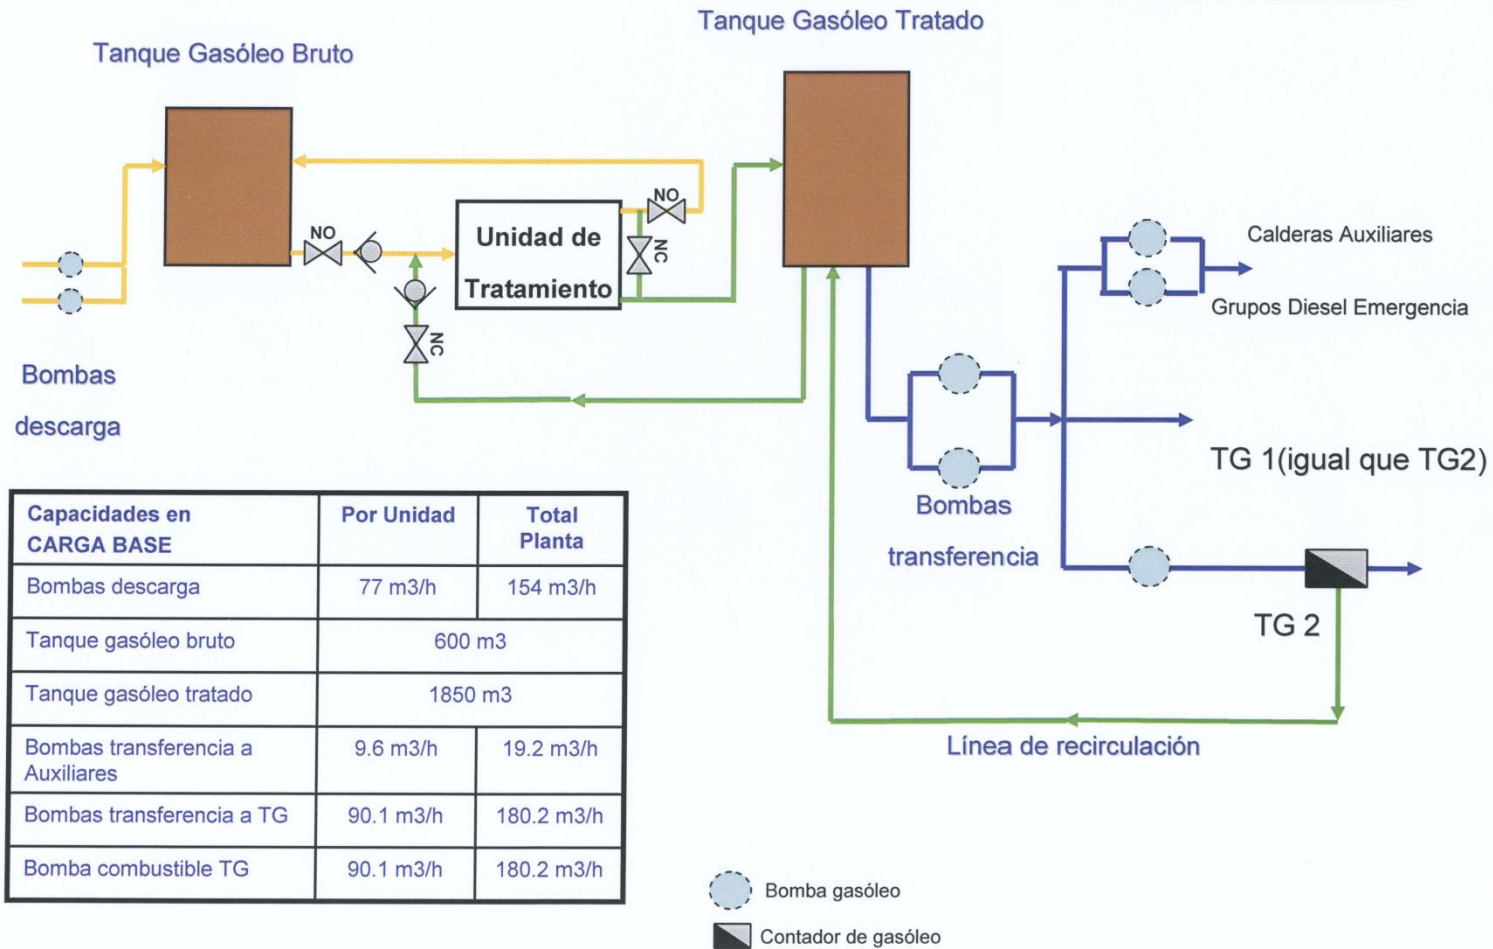 Tanque Gasóleo Tratado
Tanque Gasóleo Bruto
NO
NO
NC
NC
Unidad de
Tratamiento
Calderas Auxiliares
Grupos Diesel Emergencia
Bombas
descarga
TG 1(igual que TG2)
Bombas
transferencia
TG 2
Línea de recirculación
Capacidades en
CARGA BASE
Por Unidad
Total
Planta
Bombas descarga
77 m3/h
154 m3/h
Tanque gasóleo bruto
600 m3
Tanque gasóleo tratado
1850 m3
Bombas transferencia a
Auxiliares
9.6 m3/h
19.2 m3/h
Bombas transferencia a TG
90.1 m3/h
180.2 m3/h
Bomba combustible TG
90.1 m3/h
180.2 m3/h
Bomba gasóleo
Contador de gasóleo